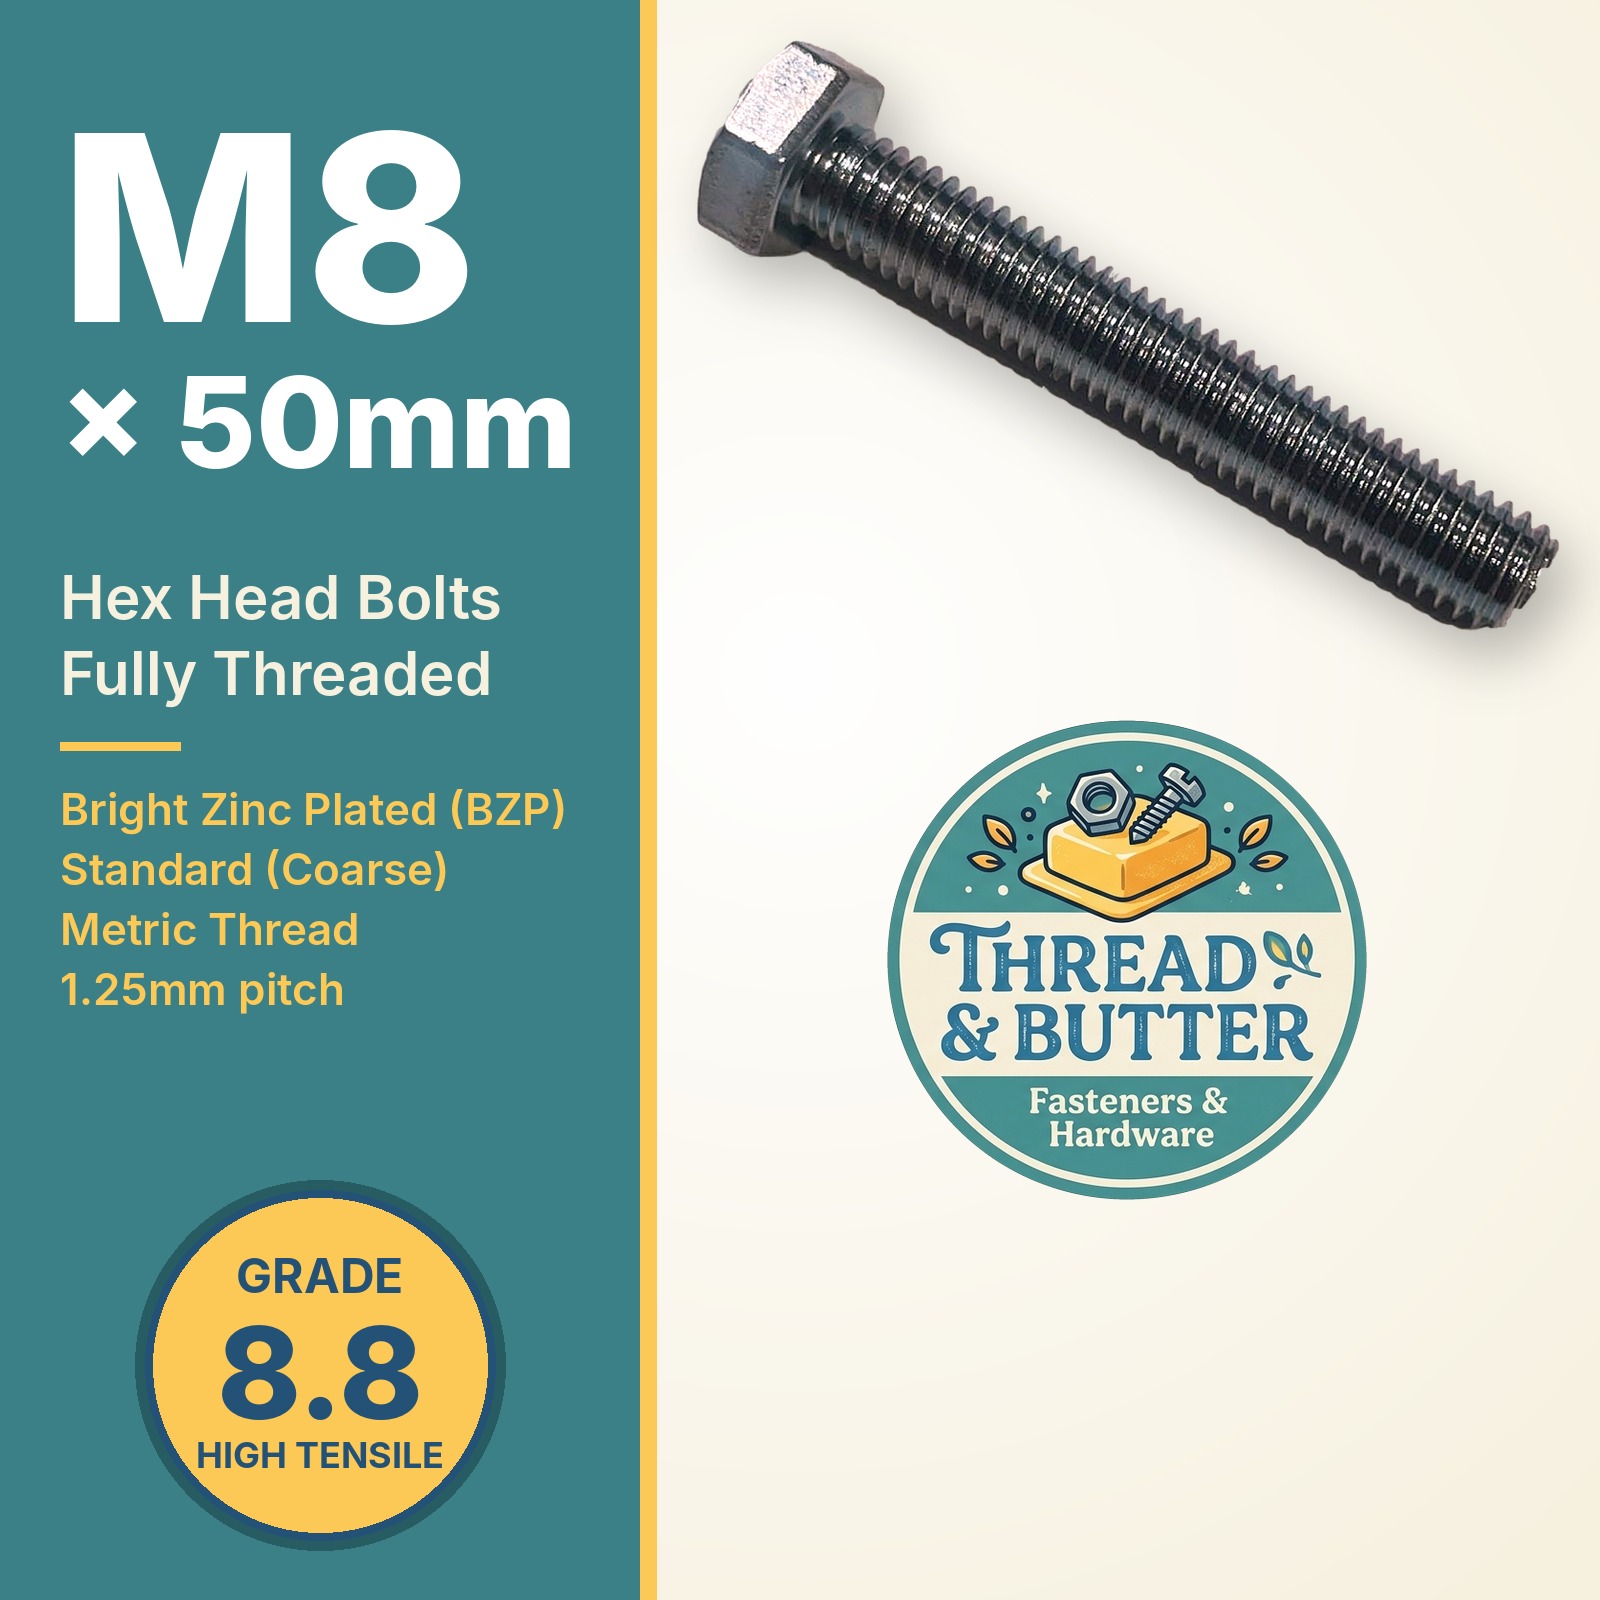 M8
× 50mm
Hex Head Bolts
Fully Threaded
Bright Zinc Plated (BZP)
Standard (Coarse)
Metric Thread
1.25mm pitch
GRADE
8.8
HIGH TENSILE
THREAD
& BUTTER
Fasteners &
Hardware